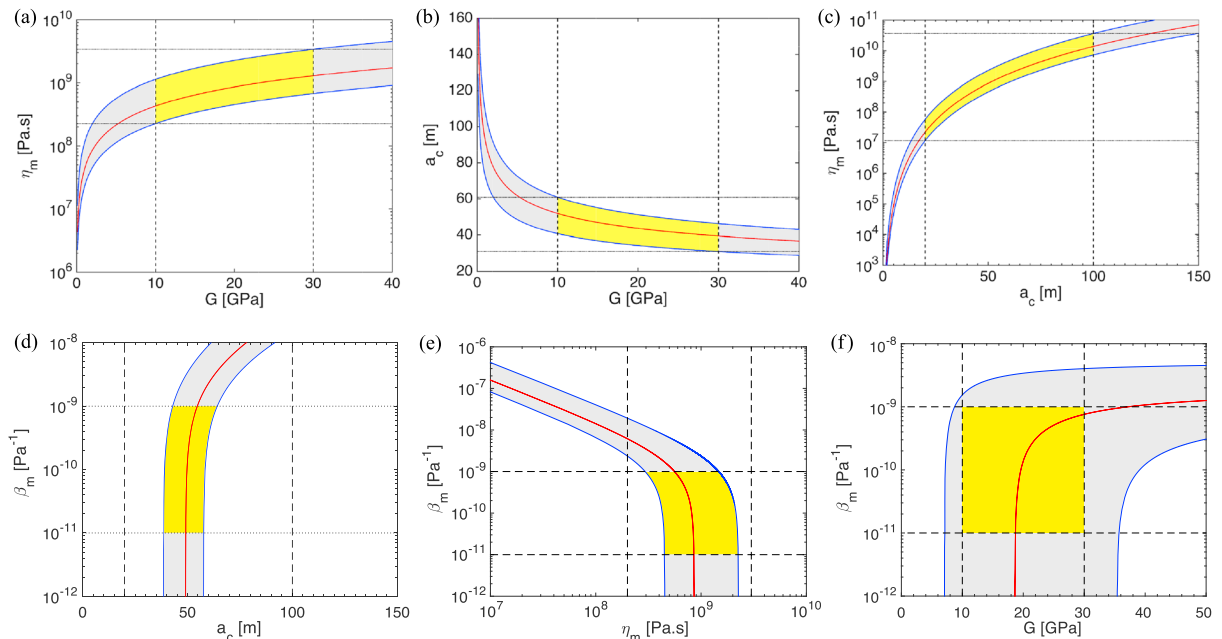 (a)
10^10
10^9
10^8
10^7
10^6
η_m [Pa.s]
0 10 20 30 40
G [GPa]
(b)
160
140
120
100
80
60
40
20
a_c [m]
0 10 20 30 40
G [GPa]
(c)
10^11
10^10
10^9
10^8
10^7
10^6
10^5
10^4
10^3
η_m [Pa.s]
0 50 100 150
a_c [m]
(d)
10^-8
10^-9
10^-10
10^-11
10^-12
β_m [Pa^-1]
0 50 100 150
a_c [m]
(e)
10^-6
10^-7
10^-8
10^-9
10^-10
10^-11
10^-12
β_m [Pa^-1]
10^7 10^8 10^9 10^10
η_m [Pa.s]
(f)
10^-8
10^-9
10^-10
10^-11
10^-12
β_m [Pa^-1]
0 10 20 30 40 50
G [GPa]